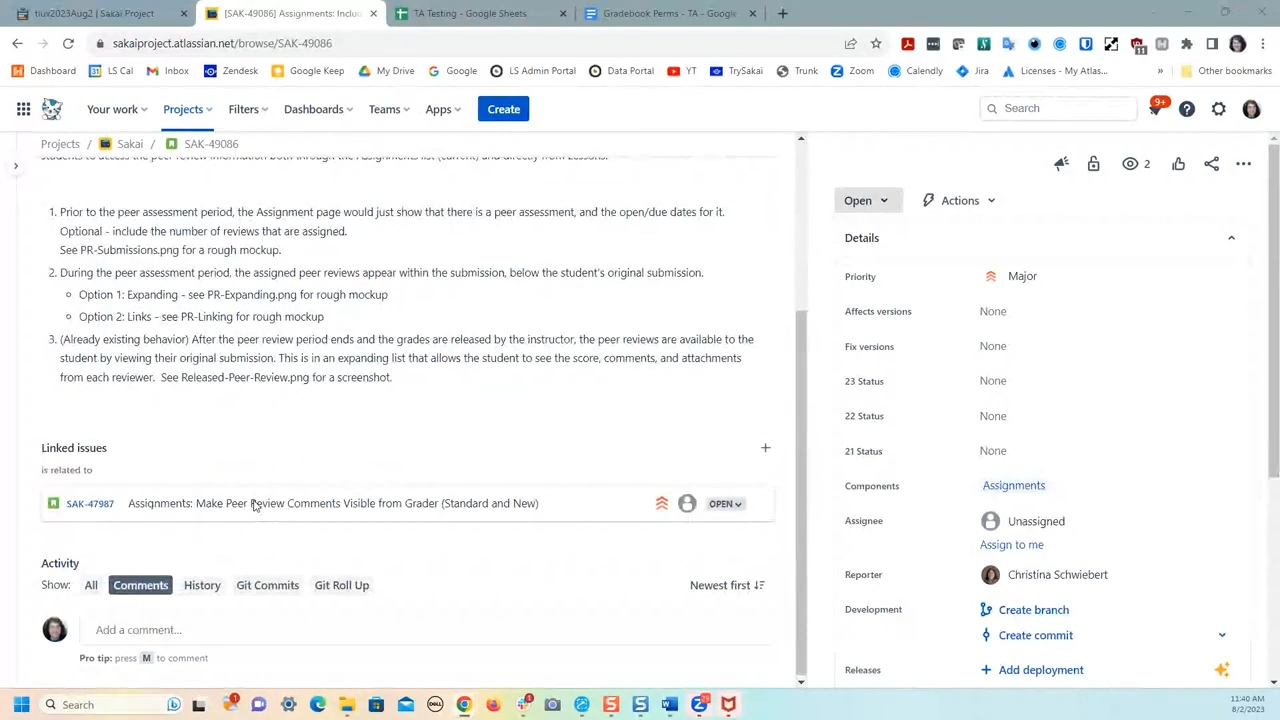 tiux2023Aug2 | Sakai Project
[SAK-49086] Assignments: Inclu
TA Testing - Google Sheets
Gradebook Perms - TA - Google
sakaiproject.atlassian.net/browse/SAK-49086
11
Dashboard
LS Cal
Inbox
Zendesk
Google Keep
My Drive
Google
LS Admin Portal
Data Portal
YT
TrySakai
Trunk
Zoom
Calendly
Jira
Licenses - My Atlas...
»
Other bookmarks
Your work
Projects
Filters
Dashboards
Teams
Apps
Create
Search
9+
Projects / Sakai / SAK-49086
students to access the peer review information both through the Assignments list (current) and directly from Lessons.
1. Prior to the peer assessment period, the Assignment page would just show that there is a peer assessment, and the open/due dates for it.
Optional - include the number of reviews that are assigned.
See PR-Submissions.png for a rough mockup.
2. During the peer assessment period, the assigned peer reviews appear within the submission, below the student's original submission.
Option 1: Expanding - see PR-Expanding.png for rough mockup
Option 2: Links - see PR-Linking for rough mockup
3. (Already existing behavior) After the peer review period ends and the grades are released by the instructor, the peer reviews are available to the
student by viewing their original submission. This is in an expanding list that allows the student to see the score, comments, and attachments
from each reviewer. See Released-Peer-Review.png for a screenshot.
Linked issues
is related to
SAK-47987 Assignments: Make Peer Review Comments Visible from Grader (Standard and New) OPEN
Activity
Show: All Comments History Git Commits Git Roll Up Newest first
Add a comment...
Pro tip: press M to comment
2
Open
Actions
Details
Priority Major
Affects versions None
Fix versions None
23 Status None
22 Status None
21 Status None
Components Assignments
Assignee Unassigned
Assign to me
Reporter Christina Schwiebert
Development Create branch
Create commit
Releases Add deployment
Search
DELL
11:40 AM
8/2/2023